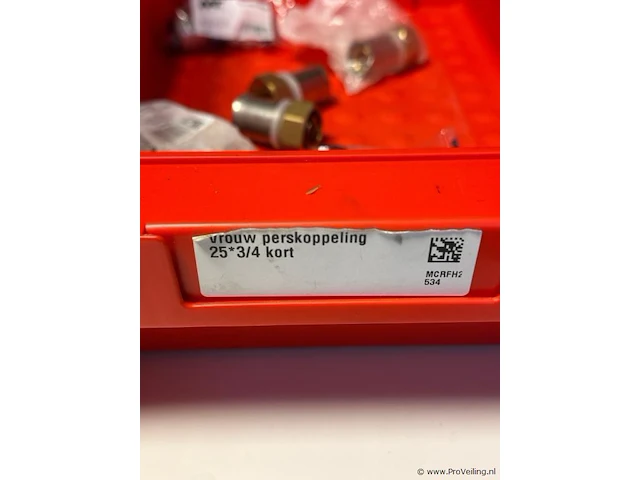 vrouw perskoppeling
25*3/4 kort
MCRFH2
534
© www.ProVeiling.nl